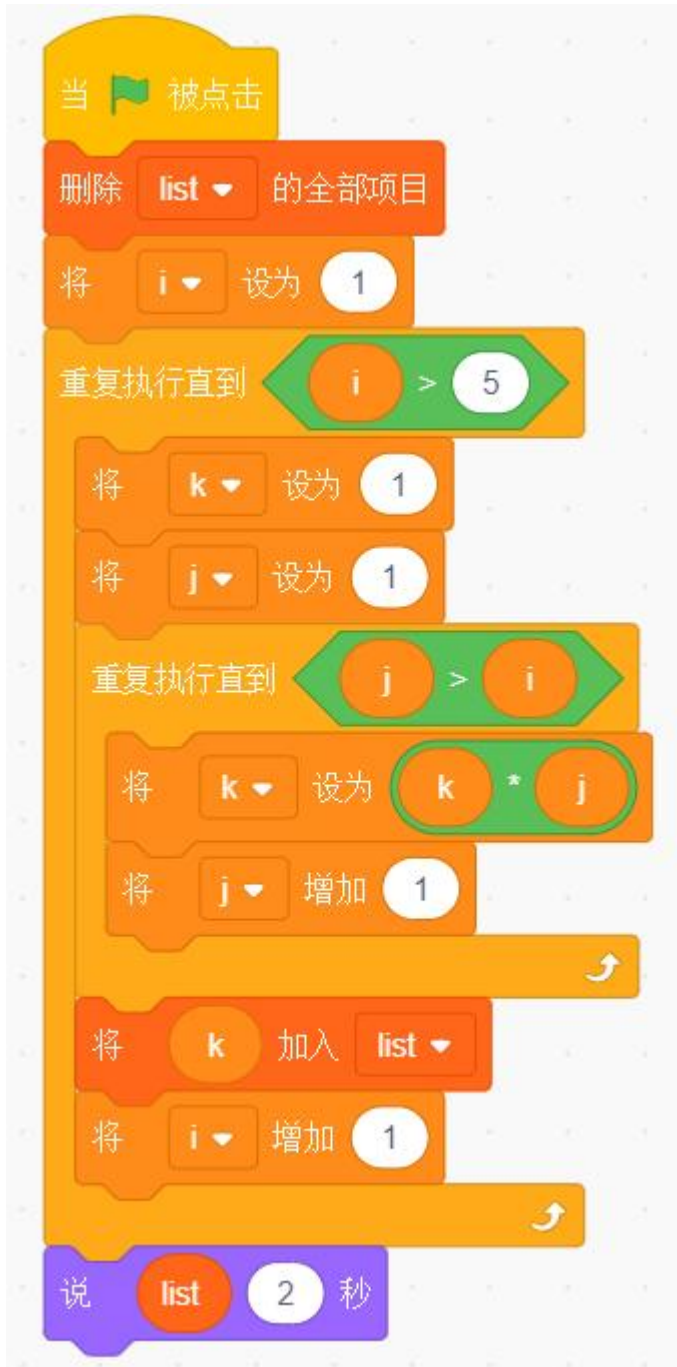 当 被点击
删除 list 的全部项目
将 i 设为 1
重复执行直到 i > 5
将 k 设为 1
将 j 设为 1
重复执行直到 j > i
将 k 设为 k * j
将 j 增加 1
将 k 加入 list
将 i 增加 1
说 list 2 秒